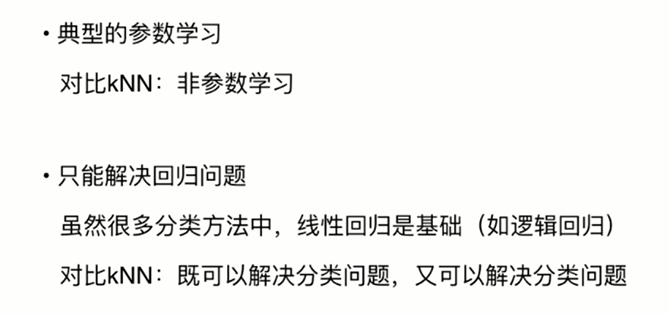 • 典型的参数学习
对比kNN：非参数学习
• 只能解决回归问题
虽然很多分类方法中，线性回归是基础（如逻辑回归）
对比kNN：既可以解决分类问题，又可以解决分类问题